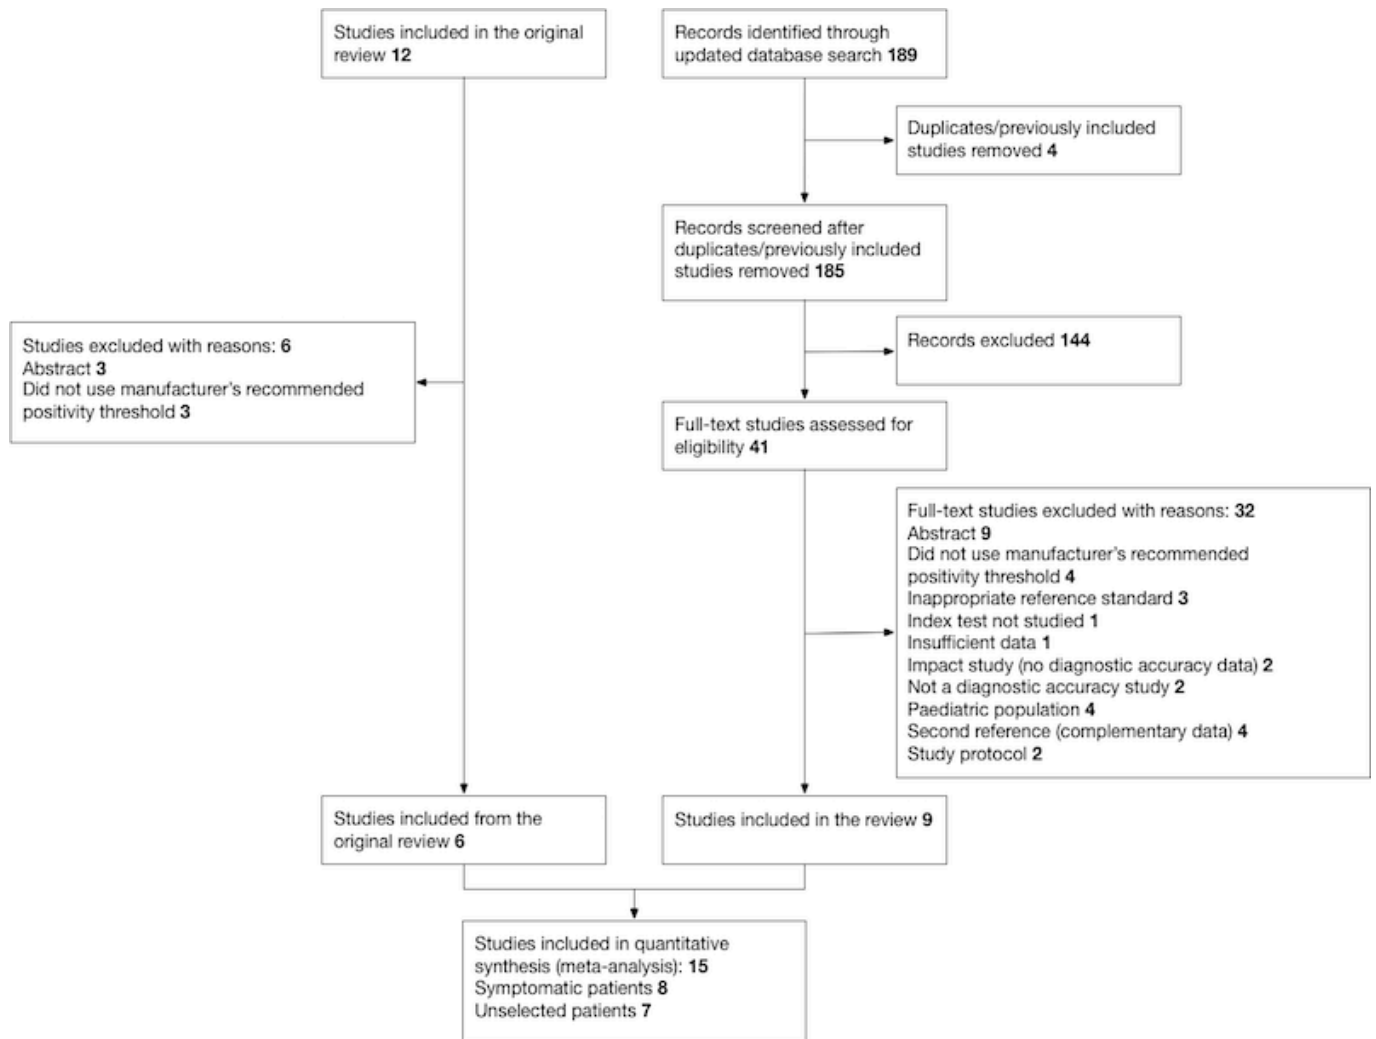 Studies included in the original
review 12
Records identified through
updated database search 189
Duplicates/previously included
studies removed 4
Records screened after
duplicates/previously included
studies removed 185
Studies excluded with reasons: 6
Abstract 3
Did not use manufacturer's recommended
positivity threshold 3
Records excluded 144
Full-text studies assessed for
eligibility 41
Full-text studies excluded with reasons: 32
Abstract 9
Did not use manufacturer's recommended
positivity threshold 4
Inappropriate reference standard 3
Index test not studied 1
Insufficient data 1
Impact study (no diagnostic accuracy data) 2
Not a diagnostic accuracy study 2
Paediatric population 4
Second reference (complementary data) 4
Study protocol 2
Studies included from the
original review 6
Studies included in the review 9
Studies included in quantitative
synthesis (meta-analysis): 15
Symptomatic patients 8
Unselected patients 7